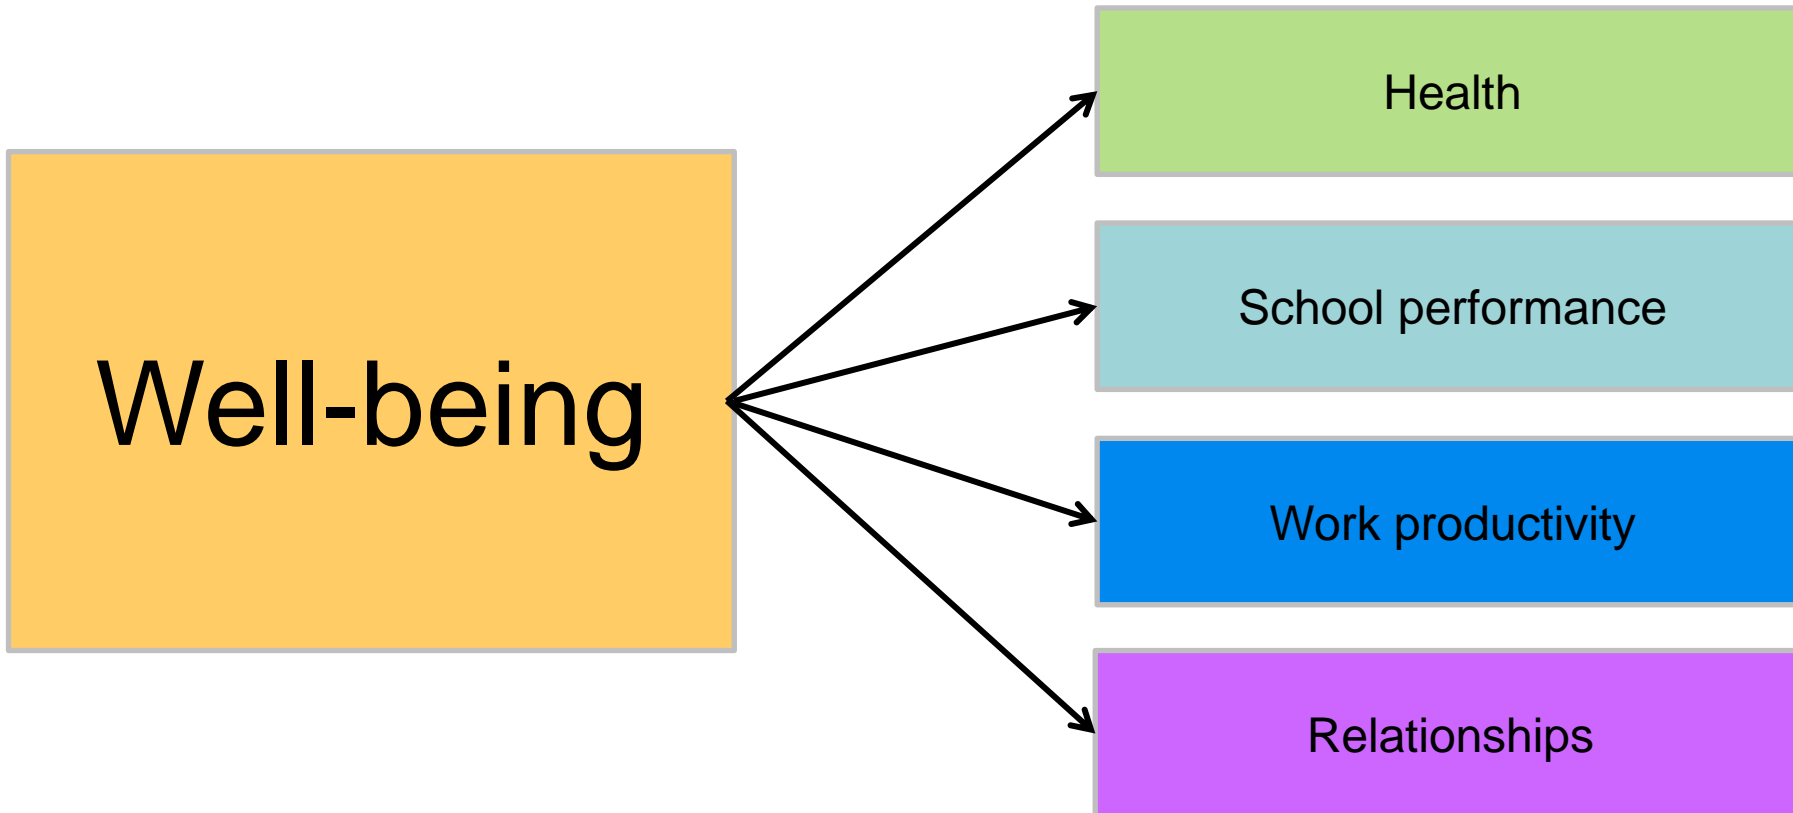 Health
School performance
Well-being
Work productivity
Relationships